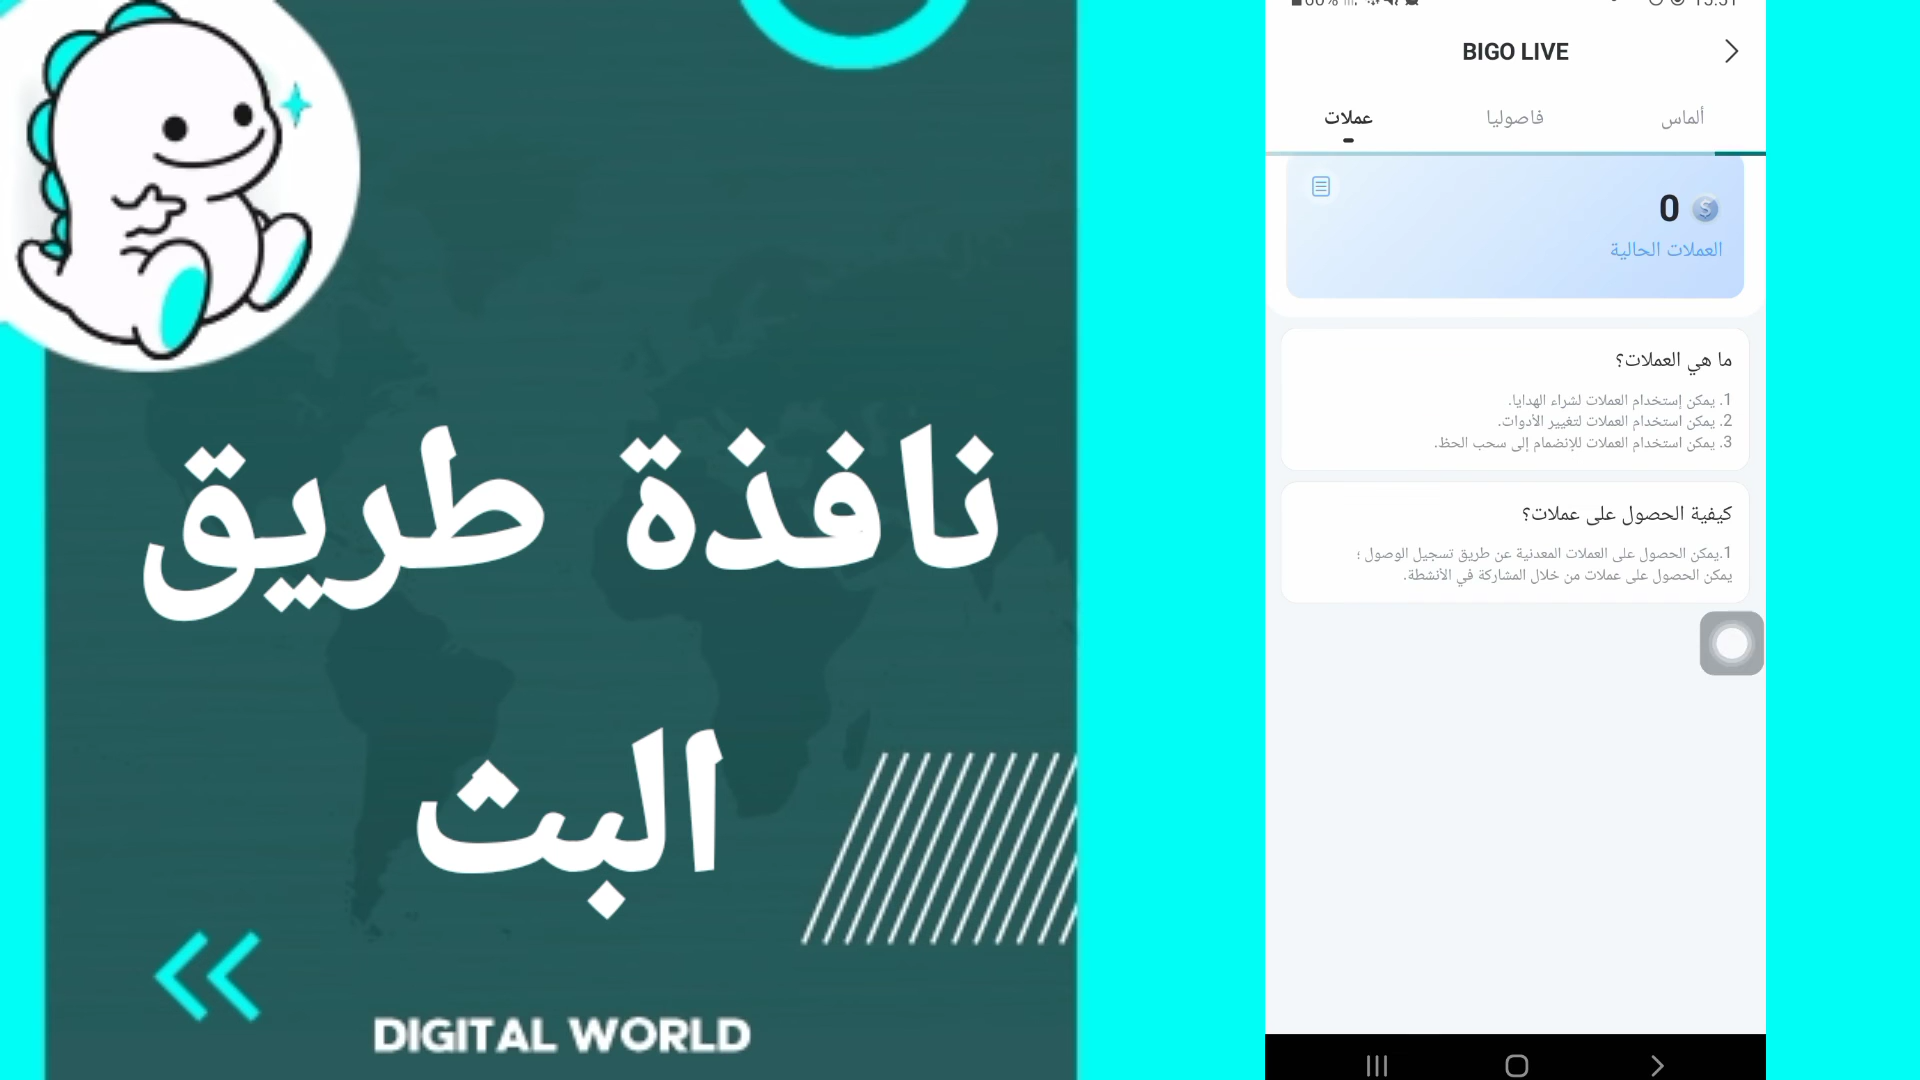 نافذة طريق
البث
DIGITAL WORLD
BIGO LIVE
ألماس
فاصوليا
عملات
0
العملات الحالية
ما هي العملات؟
1. يمكن إستخدام العملات لشراء الهدايا.
2. يمكن استخدام العملات لتغيير الأدوات.
3. يمكن استخدام العملات للإنضمام إلى سحب الحظ.
كيفية الحصول على عملات؟
1.يمكن الحصول على العملات المعدنية عن طريق تسجيل الوصول ؛
يمكن الحصول على عملات من خلال المشاركة في الأنشطة.